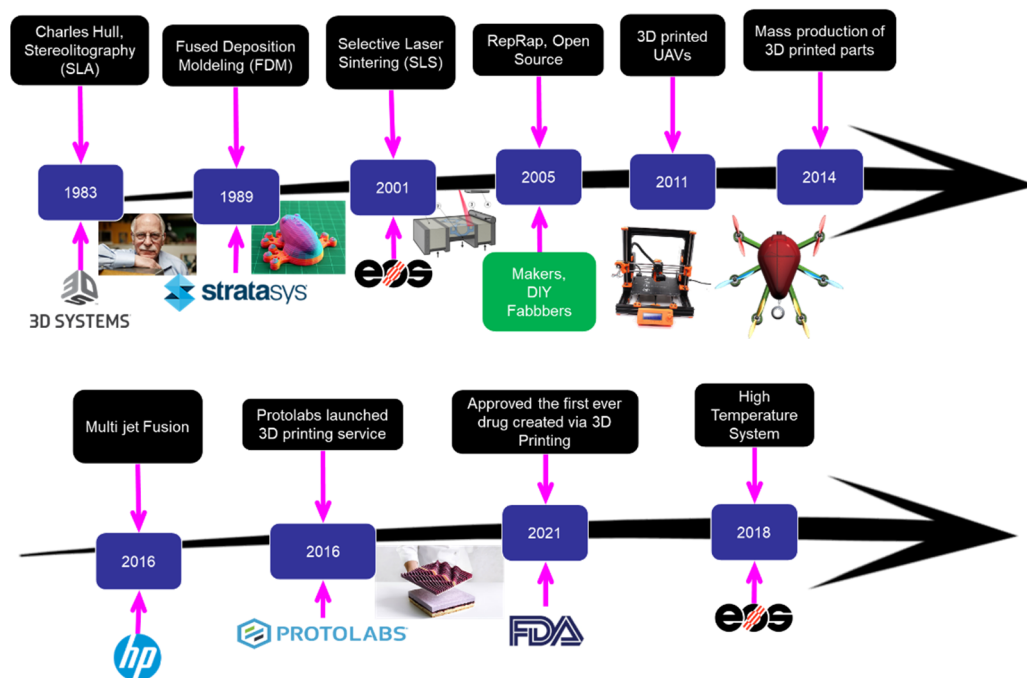 Charles Hull,
Stereolitography
(SLA)
Fused Deposition
Moldeling (FDM)
Selective Laser
Sintering (SLS)
RepRap, Open
Source
3D printed
UAVs
Mass production of
3D printed parts
1983
1989
2001
2005
2011
2014
3D SYSTEMS
stratasys
eos
Makers,
DIY
Fabbbers
Multi jet Fusion
Protolabs launched
3D printing service
Approved the first ever
drug created via 3D
Printing
High
Temperature
System
2016
2016
2021
2018
hp
PROTOLABS
FDA
eos